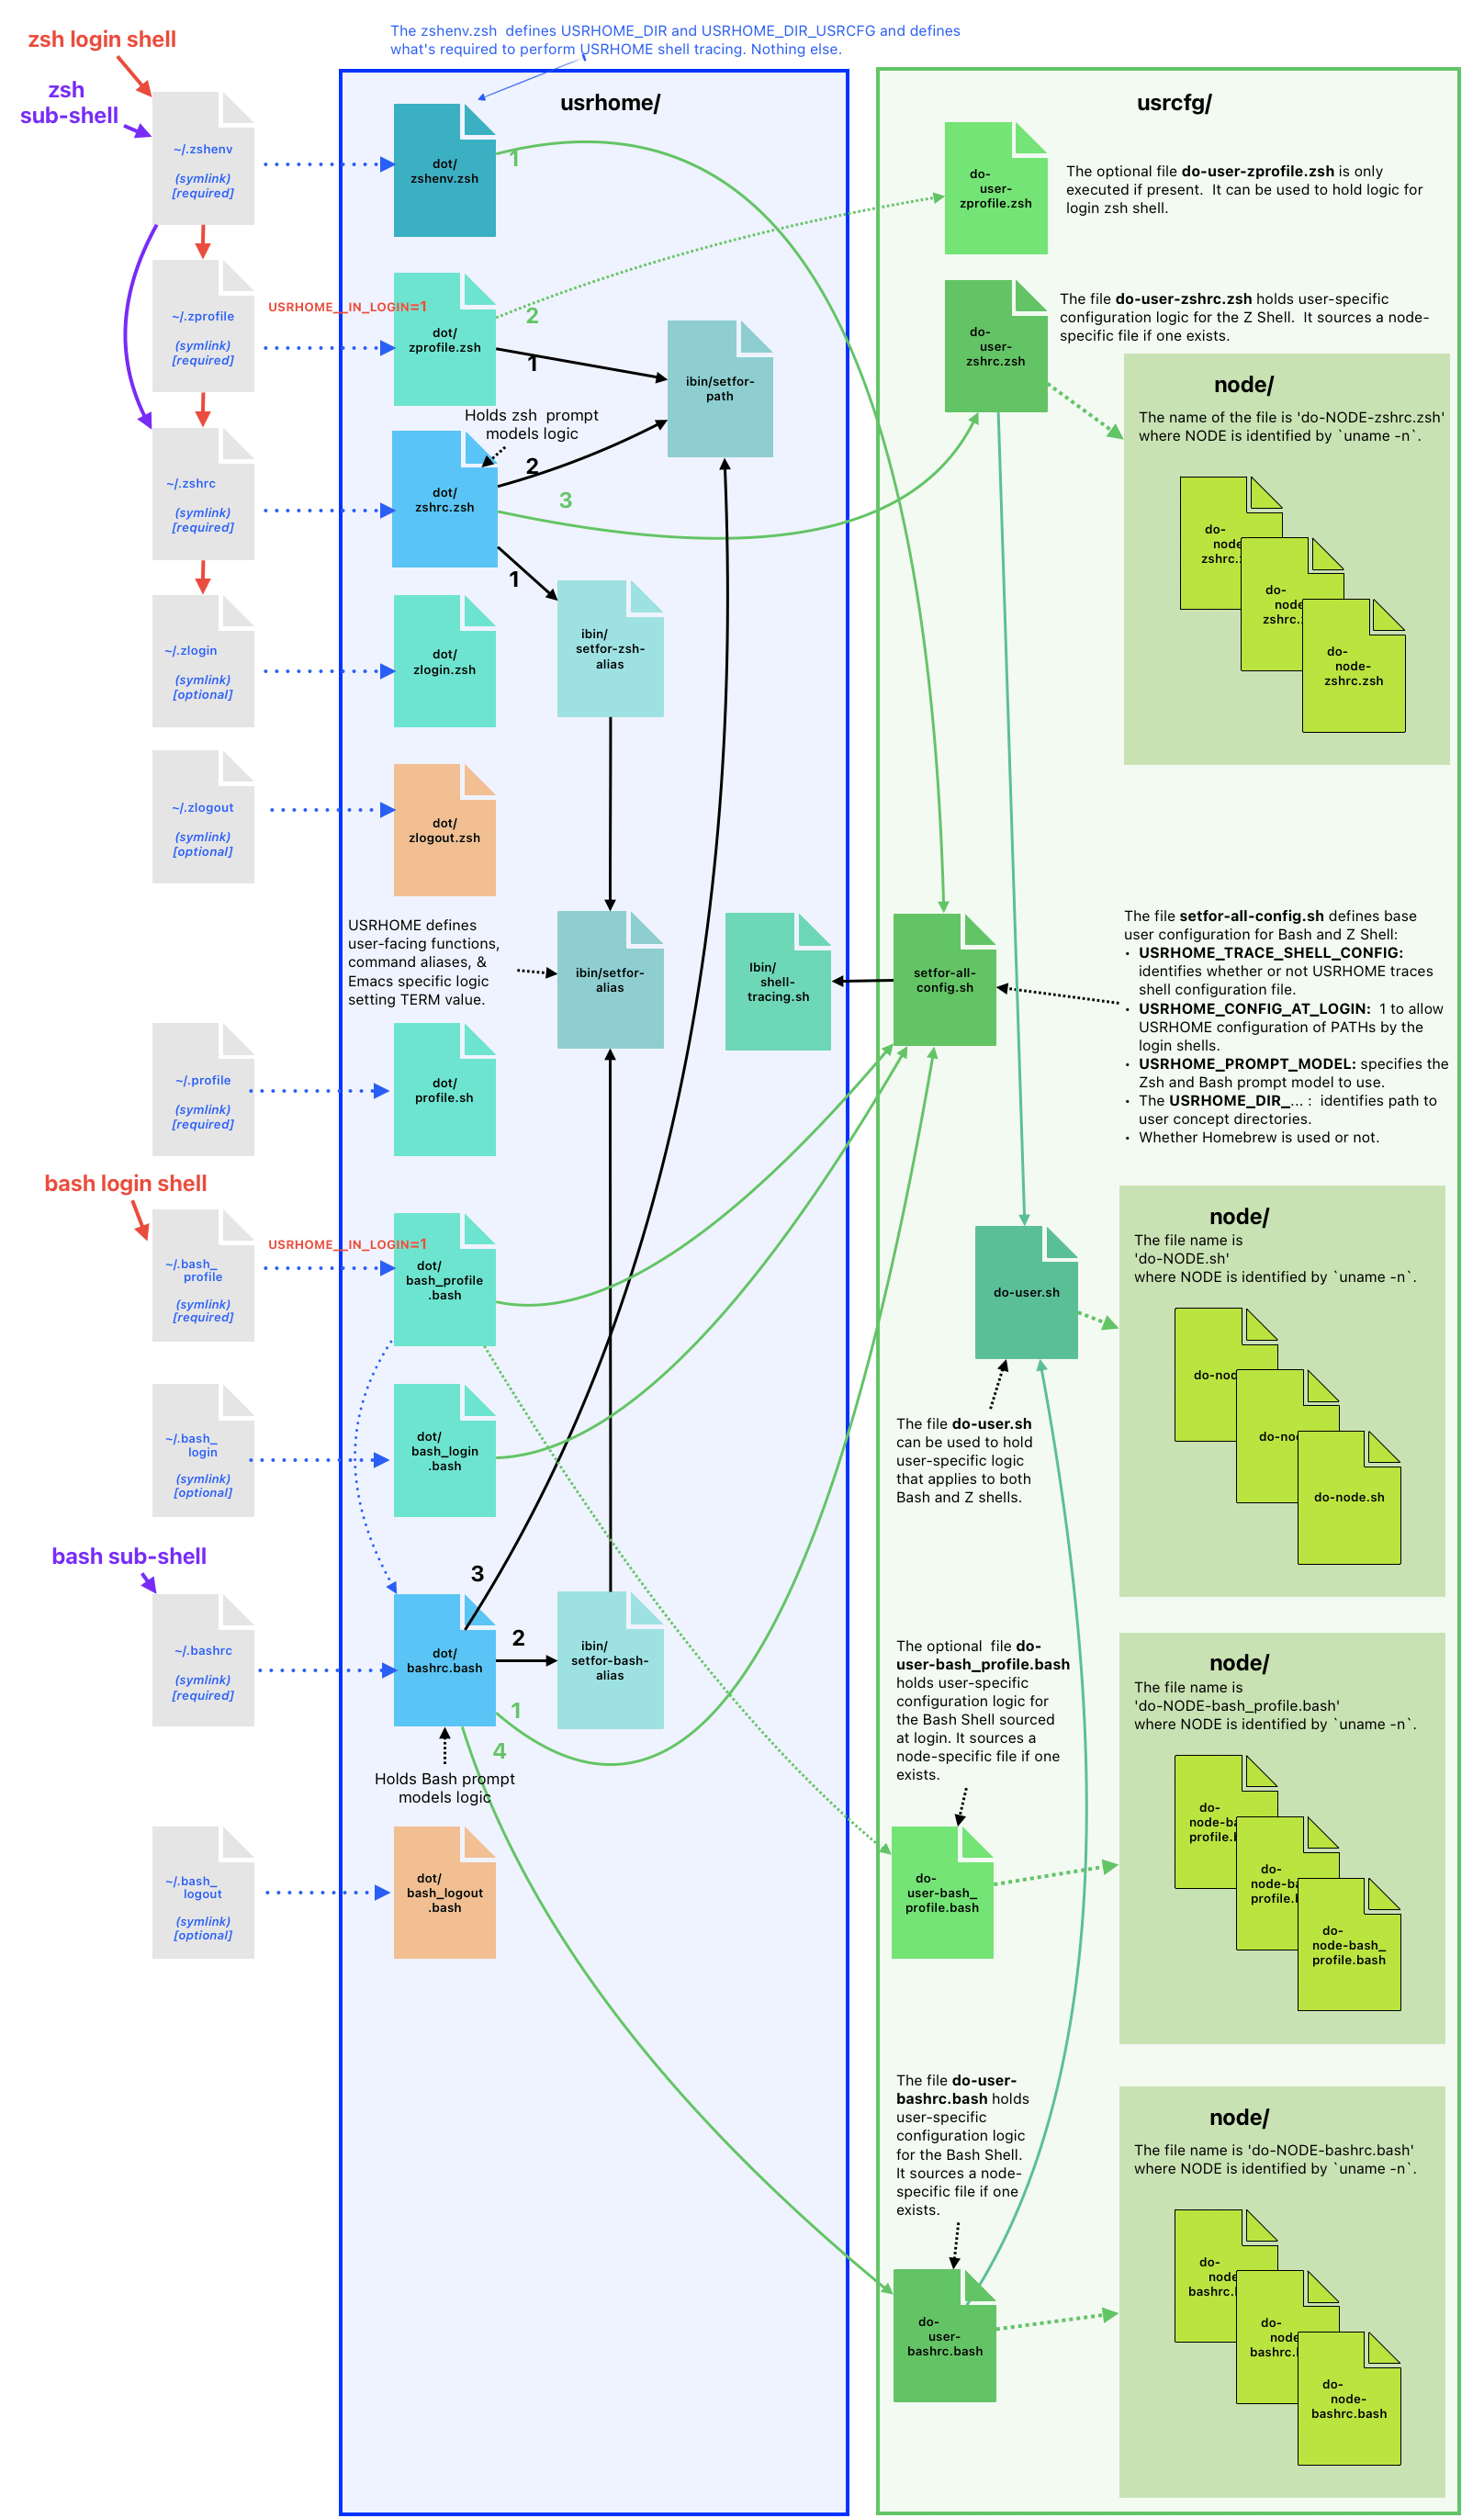 The zshenv.zsh  defines USRHOME_DIR and USRHOME_DIR_USRCFG and defines
what's required to perform USRHOME shell tracing. Nothing else.
zsh login shell
zsh
sub-shell
usrhome/
usrcfg/
~/.zshenv
(symlink)
[required]
dot/
zshenv.zsh
1
do-
user-
zprofile.zsh
The optional file do-user-zprofile.zsh is only
executed if present.  It can be used to hold logic for
login zsh shell.
~/.zprofile
(symlink)
[required]
USRHOME__IN_LOGIN=1
dot/
zprofile.zsh
2
1
ibin/setfor-
path
do-
user-
zshrc.zsh
The file do-user-zshrc.zsh holds user-specific
configuration logic for the Z Shell.  It sources a node-
specific file if one exists.
node/
The name of the file is 'do-NODE-zshrc.zsh'
where NODE is identified by `uname -n`.
Holds zsh  prompt
models logic
~/.zshrc
(symlink)
[required]
dot/
zshrc.zsh
2
3
1
do-
node
zshrc.z
do-
node
zshrc.z
do-
node-
zshrc.zsh
~/.zlogin
(symlink)
[optional]
dot/
zlogin.zsh
ibin/
setfor-zsh-
alias
~/.zlogout
(symlink)
[optional]
dot/
zlogout.zsh
USRHOME defines
user-facing functions,
command aliases, &
Emacs specific logic
setting TERM value.
ibin/setfor-
alias
Ibin/
shell-
tracing.sh
setfor-all-
config.sh
The file setfor-all-config.sh defines base
user configuration for Bash and Z Shell:
• USRHOME_TRACE_SHELL_CONFIG:
identifies whether or not USRHOME traces
shell configuration file.
• USRHOME_CONFIG_AT_LOGIN:  1 to allow
USRHOME configuration of PATHs by the
login shells.
• USRHOME_PROMPT_MODEL: specifies the
Zsh and Bash prompt model to use.
• The USRHOME_DIR_... :  identifies path to
user concept directories.
• Whether Homebrew is used or not.
~/.profile
(symlink)
[required]
dot/
profile.sh
bash login shell
~/.bash_
profile
(symlink)
[required]
USRHOME__IN_LOGIN=1
dot/
bash_profile
.bash
do-user.sh
node/
The file name is
'do-NODE.sh'
where NODE is identified by `uname -n`.
do-nod
do-nod
do-node.sh
The file do-user.sh
can be used to hold
user-specific logic
that applies to both
Bash and Z shells.
~/.bash_
login
(symlink)
[optional]
dot/
bash_login
.bash
bash sub-shell
~/.bashrc
(symlink)
[required]
3
dot/
bashrc.bash
2
1
4
ibin/
setfor-bash-
alias
Holds Bash prompt
models logic
The optional  file do-
user-bash_profile.bash
holds user-specific
configuration logic for
the Bash Shell sourced
at login. It sources a
node-specific file if one
exists.
node/
The file name is
'do-NODE-bash_profile.bash'
where NODE is identified by `uname -n`.
do-
node-ba
profile.b
do-
node-ba
profile.b
do-
node-bash_
profile.bash
~/.bash_
logout
(symlink)
[optional]
dot/
bash_logout
.bash
do-
user-bash_
profile.bash
The file do-user-
bashrc.bash holds
user-specific
configuration logic
for the Bash Shell.
It sources a node-
specific file if one
exists.
node/
The file name is 'do-NODE-bashrc.bash'
where NODE is identified by `uname -n`.
do-
user-
bashrc.bash
do-
node
bashrc.b
do-
node
bashrc.b
do-
node-
bashrc.bash